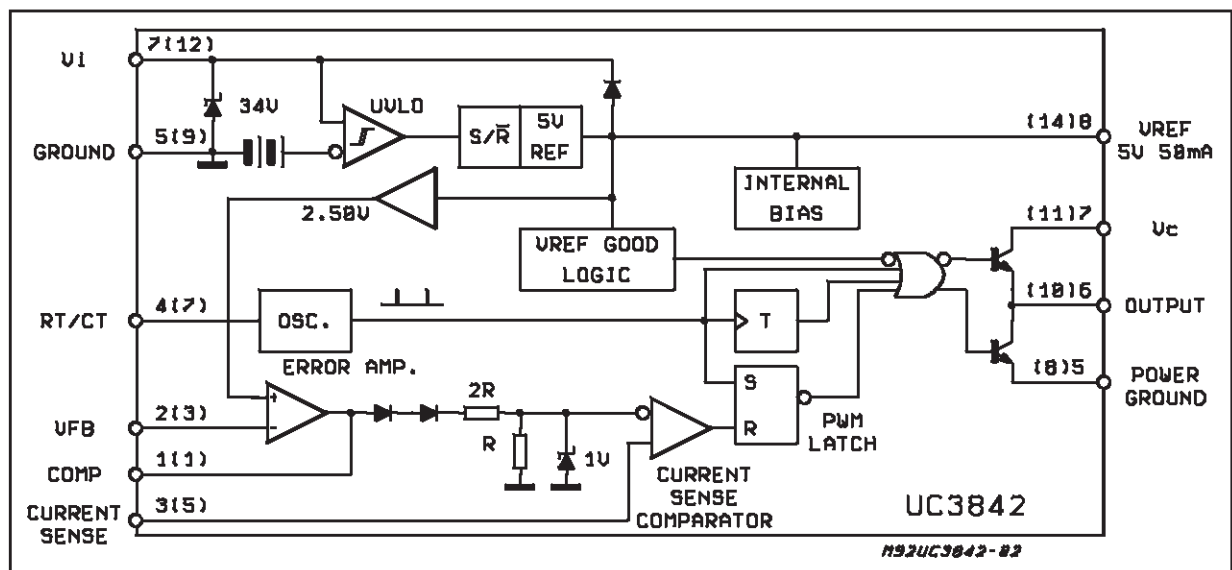 7(12)
Vi
34V
UVLO
S/R̅
5V
REF
(14)8
VREF
5V 50mA
5(9)
GROUND
2.50V
INTERNAL
BIAS
(11)7
Vc
VREF GOOD
LOGIC
4(7)
RT/CT
OSC.
T
(10)6
OUTPUT
ERROR AMP.
(8)5
POWER
GROUND
S
R
PWM
LATCH
+
-
2R
R
1V
2(3)
VFB
1(1)
COMP
3(5)
CURRENT
SENSE
CURRENT
SENSE
COMPARATOR
UC3842
M92UC3842-02